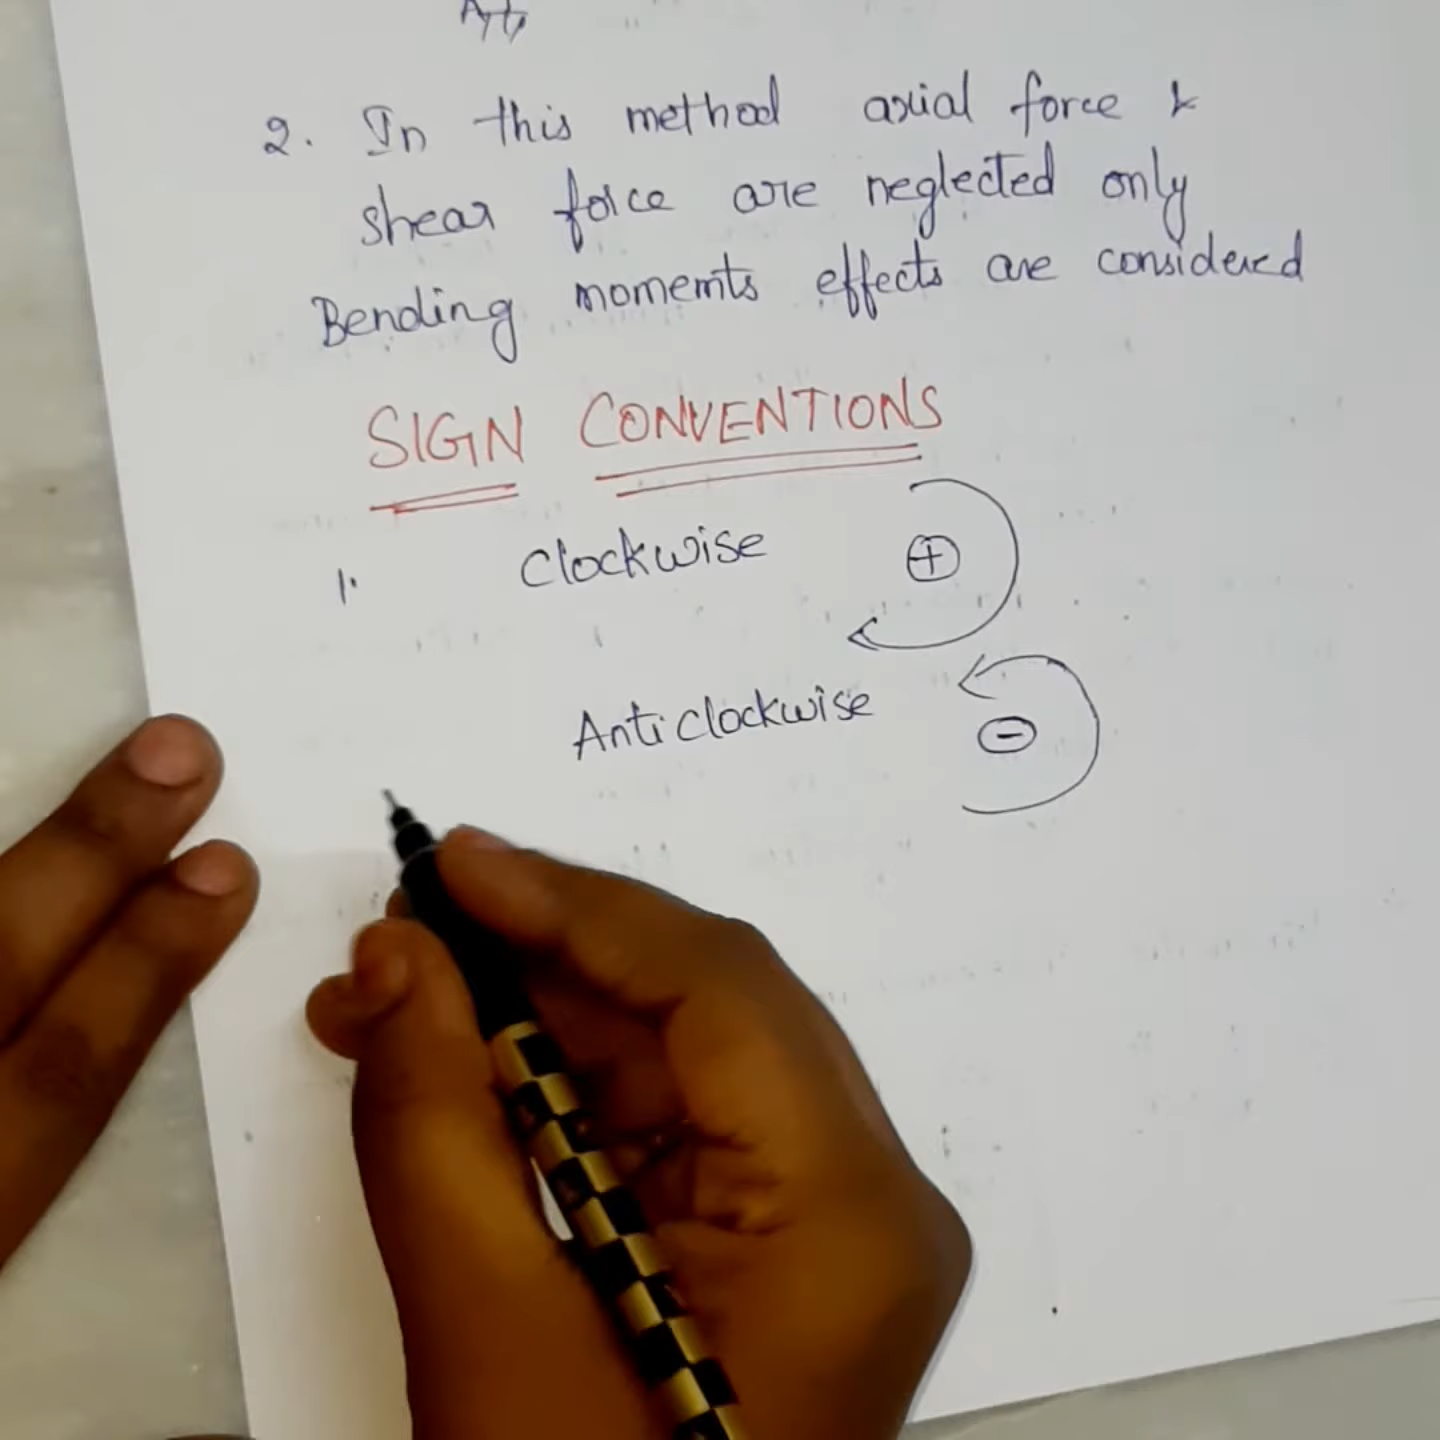 2. In this method axial force &
shear force are neglected only
Bending moments effects are considered
SIGN CONVENTIONS
1. Clockwise +
Anticlockwise -